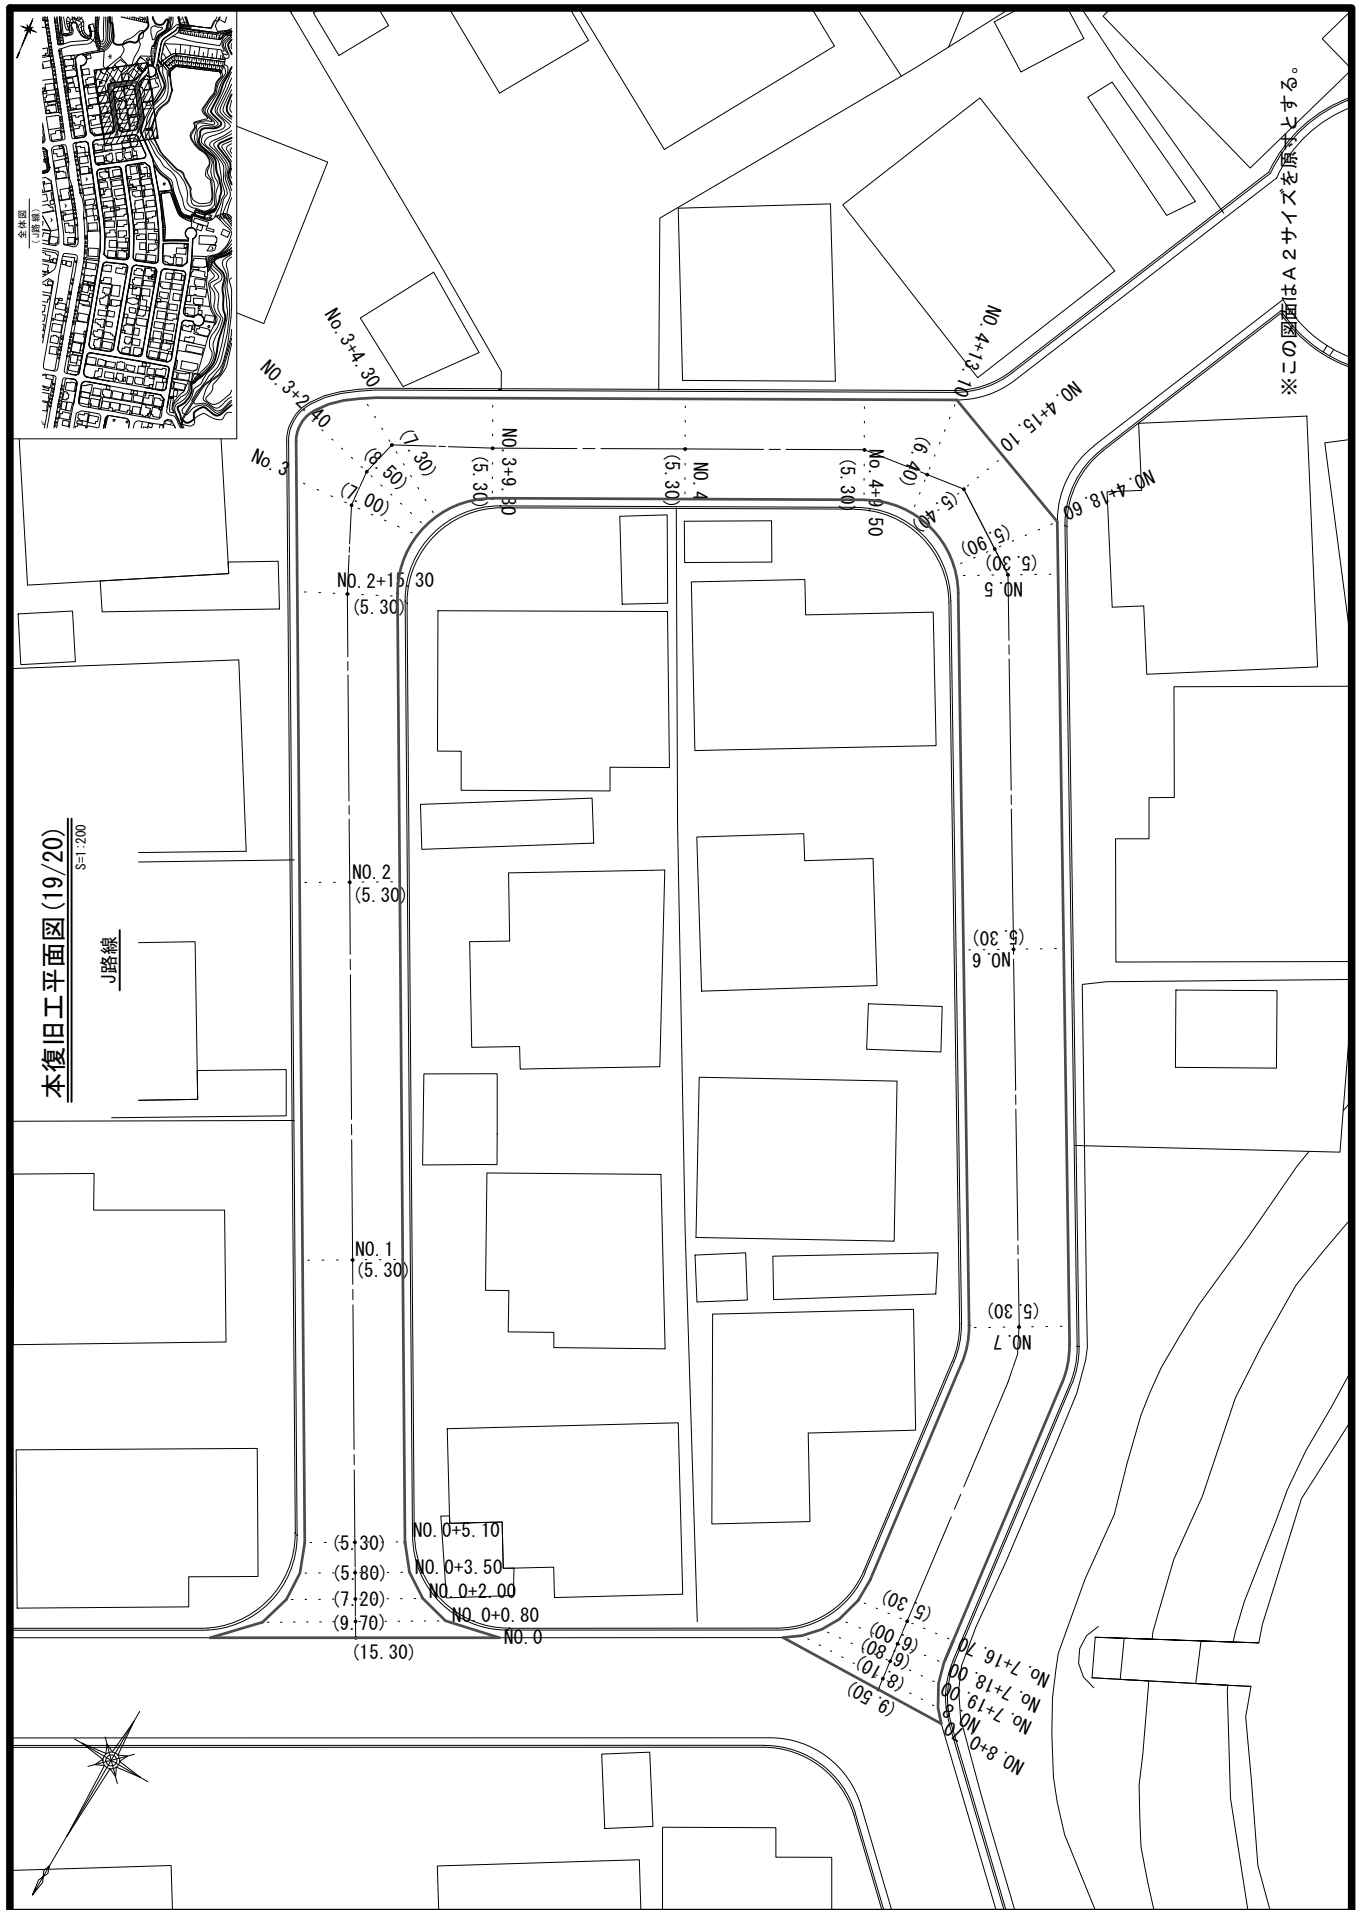 全体図
(J路線)
※この図面はA2サイズを原寸とする。
本復旧工平面図(19/20)
S=1:200
J路線
No.3+4.30
NO.3+2.40
No.3
(7.30)
(8.50)
(7.00)
NO.3+9.80
(5.30)
NO.4
(5.30)
No.4+9.50
(5.30)
NO.4+13.10
(6.40)
NO.4+15.10
(5.40)
NO.4+18.60
(5.90)
(5.30)
NO.5
NO.2+15.30
(5.30)
NO.2
(5.30)
(5.30)
NO.6
NO.1
(5.30)
(5.30)
NO.7
(5.30)
NO.0+5.10
(5.80)
NO.0+3.50
(7.20)
NO.0+2.00
(9.70)
NO.0+0.80
NO.0
(15.30)
(5.30)
(6.00)
(6.80)
(8.10)
(9.50)
No.7+16.70
No.7+18.00
No.7+19.00
NO.8
NO.8+0.70